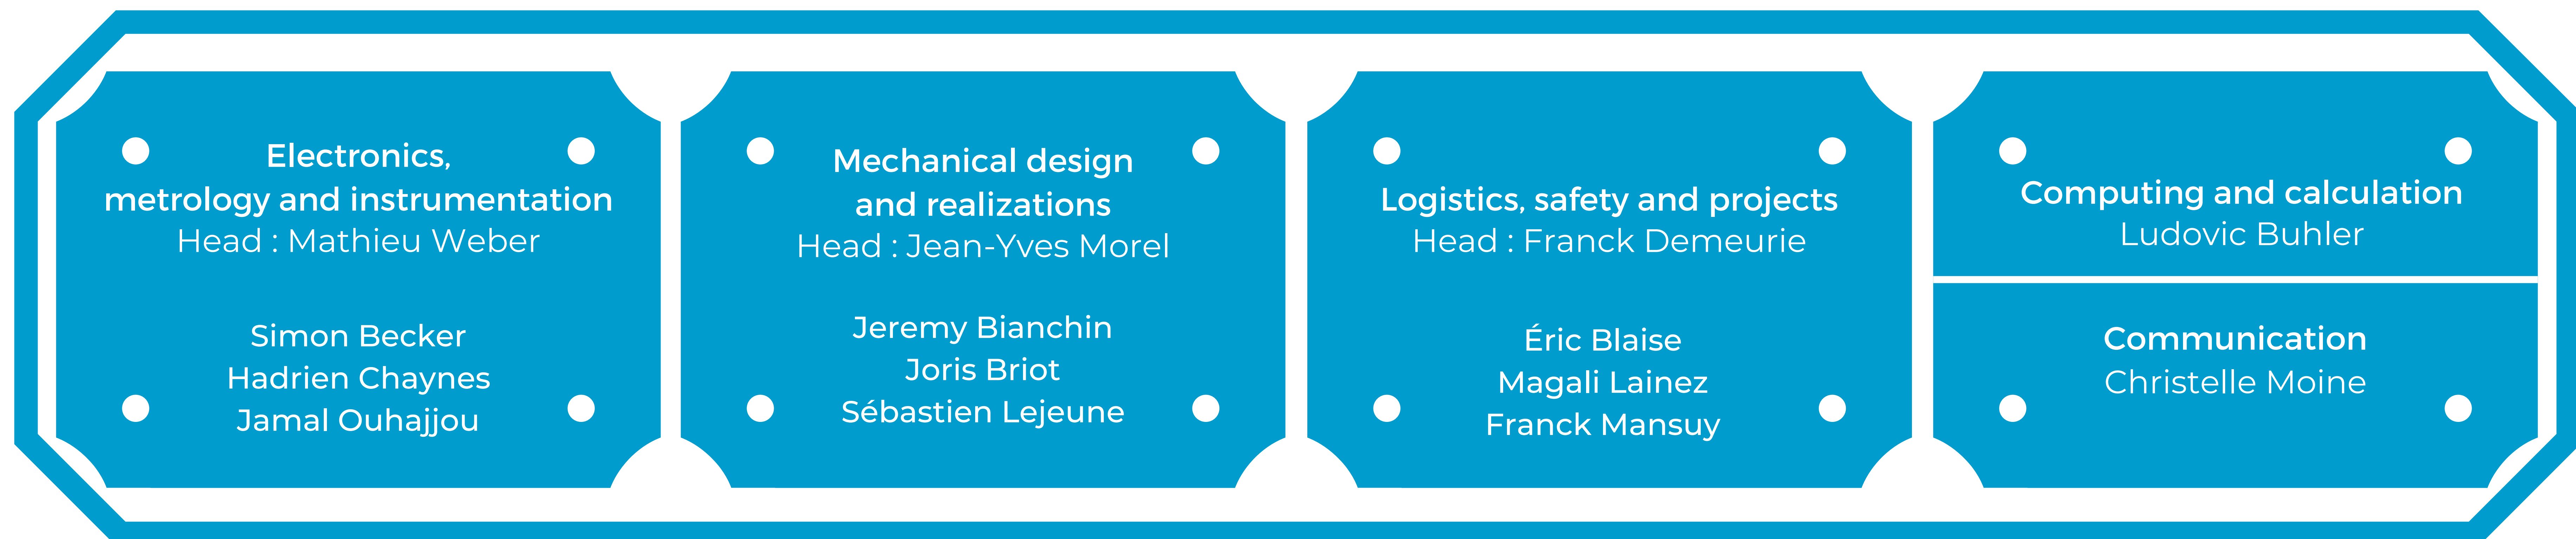 Electronics,
metrology and instrumentation
Head : Mathieu Weber
Simon Becker
Hadrien Chaynes
Jamal Ouhajjou
Mechanical design
and realizations
Head : Jean-Yves Morel
Jeremy Bianchin
Joris Briot
Sébastien Lejeune
Logistics, safety and projects
Head : Franck Demeurie
Éric Blaise
Magali Lainez
Franck Mansuy
Computing and calculation
Ludovic Buhler
Communication
Christelle Moine